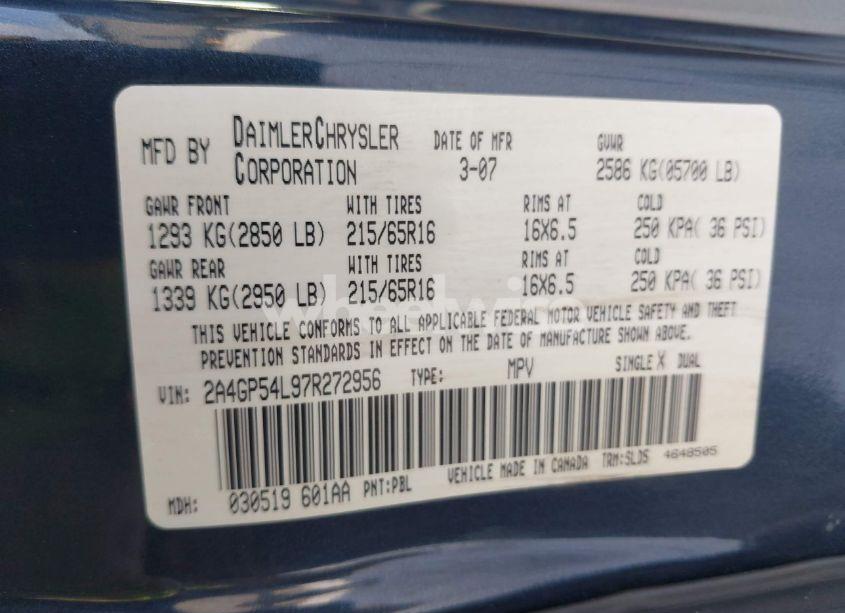 MFD BY DAIMLERCHRYSLER CORPORATION DATE OF MFR 3-07 GVWR 2586 KG(05700 LB)
GAWR FRONT WITH TIRES RIMS AT COLD
1293 KG(2850 LB) 215/65R16 16X6.5 250 KPA( 36 PSI)
GAWR REAR WITH TIRES RIMS AT COLD
1339 KG(2950 LB) 215/65R16 16X6.5 250 KPA( 36 PSI)
THIS VEHICLE CONFORMS TO ALL APPLICABLE FEDERAL MOTOR VEHICLE SAFETY AND THEFT
PREVENTION STANDARDS IN EFFECT ON THE DATE OF MANUFACTURE SHOWN ABOVE.
VIN: 2A4GP54L97R272956 TYPE: MPV SINGLE X DUAL
MDH: 030519 601AA PNT:PBL VEHICLE MADE IN CANADA TRM:SLDS 4648505